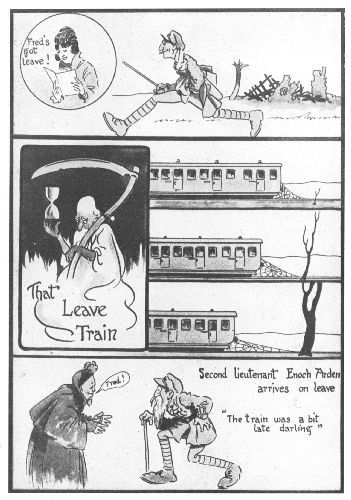 Fred's
got
leave!
That
Leave
Train
Fred!
Second lieutenant Enoch Arden
arrives on leave
"The train was a bit
late darling"